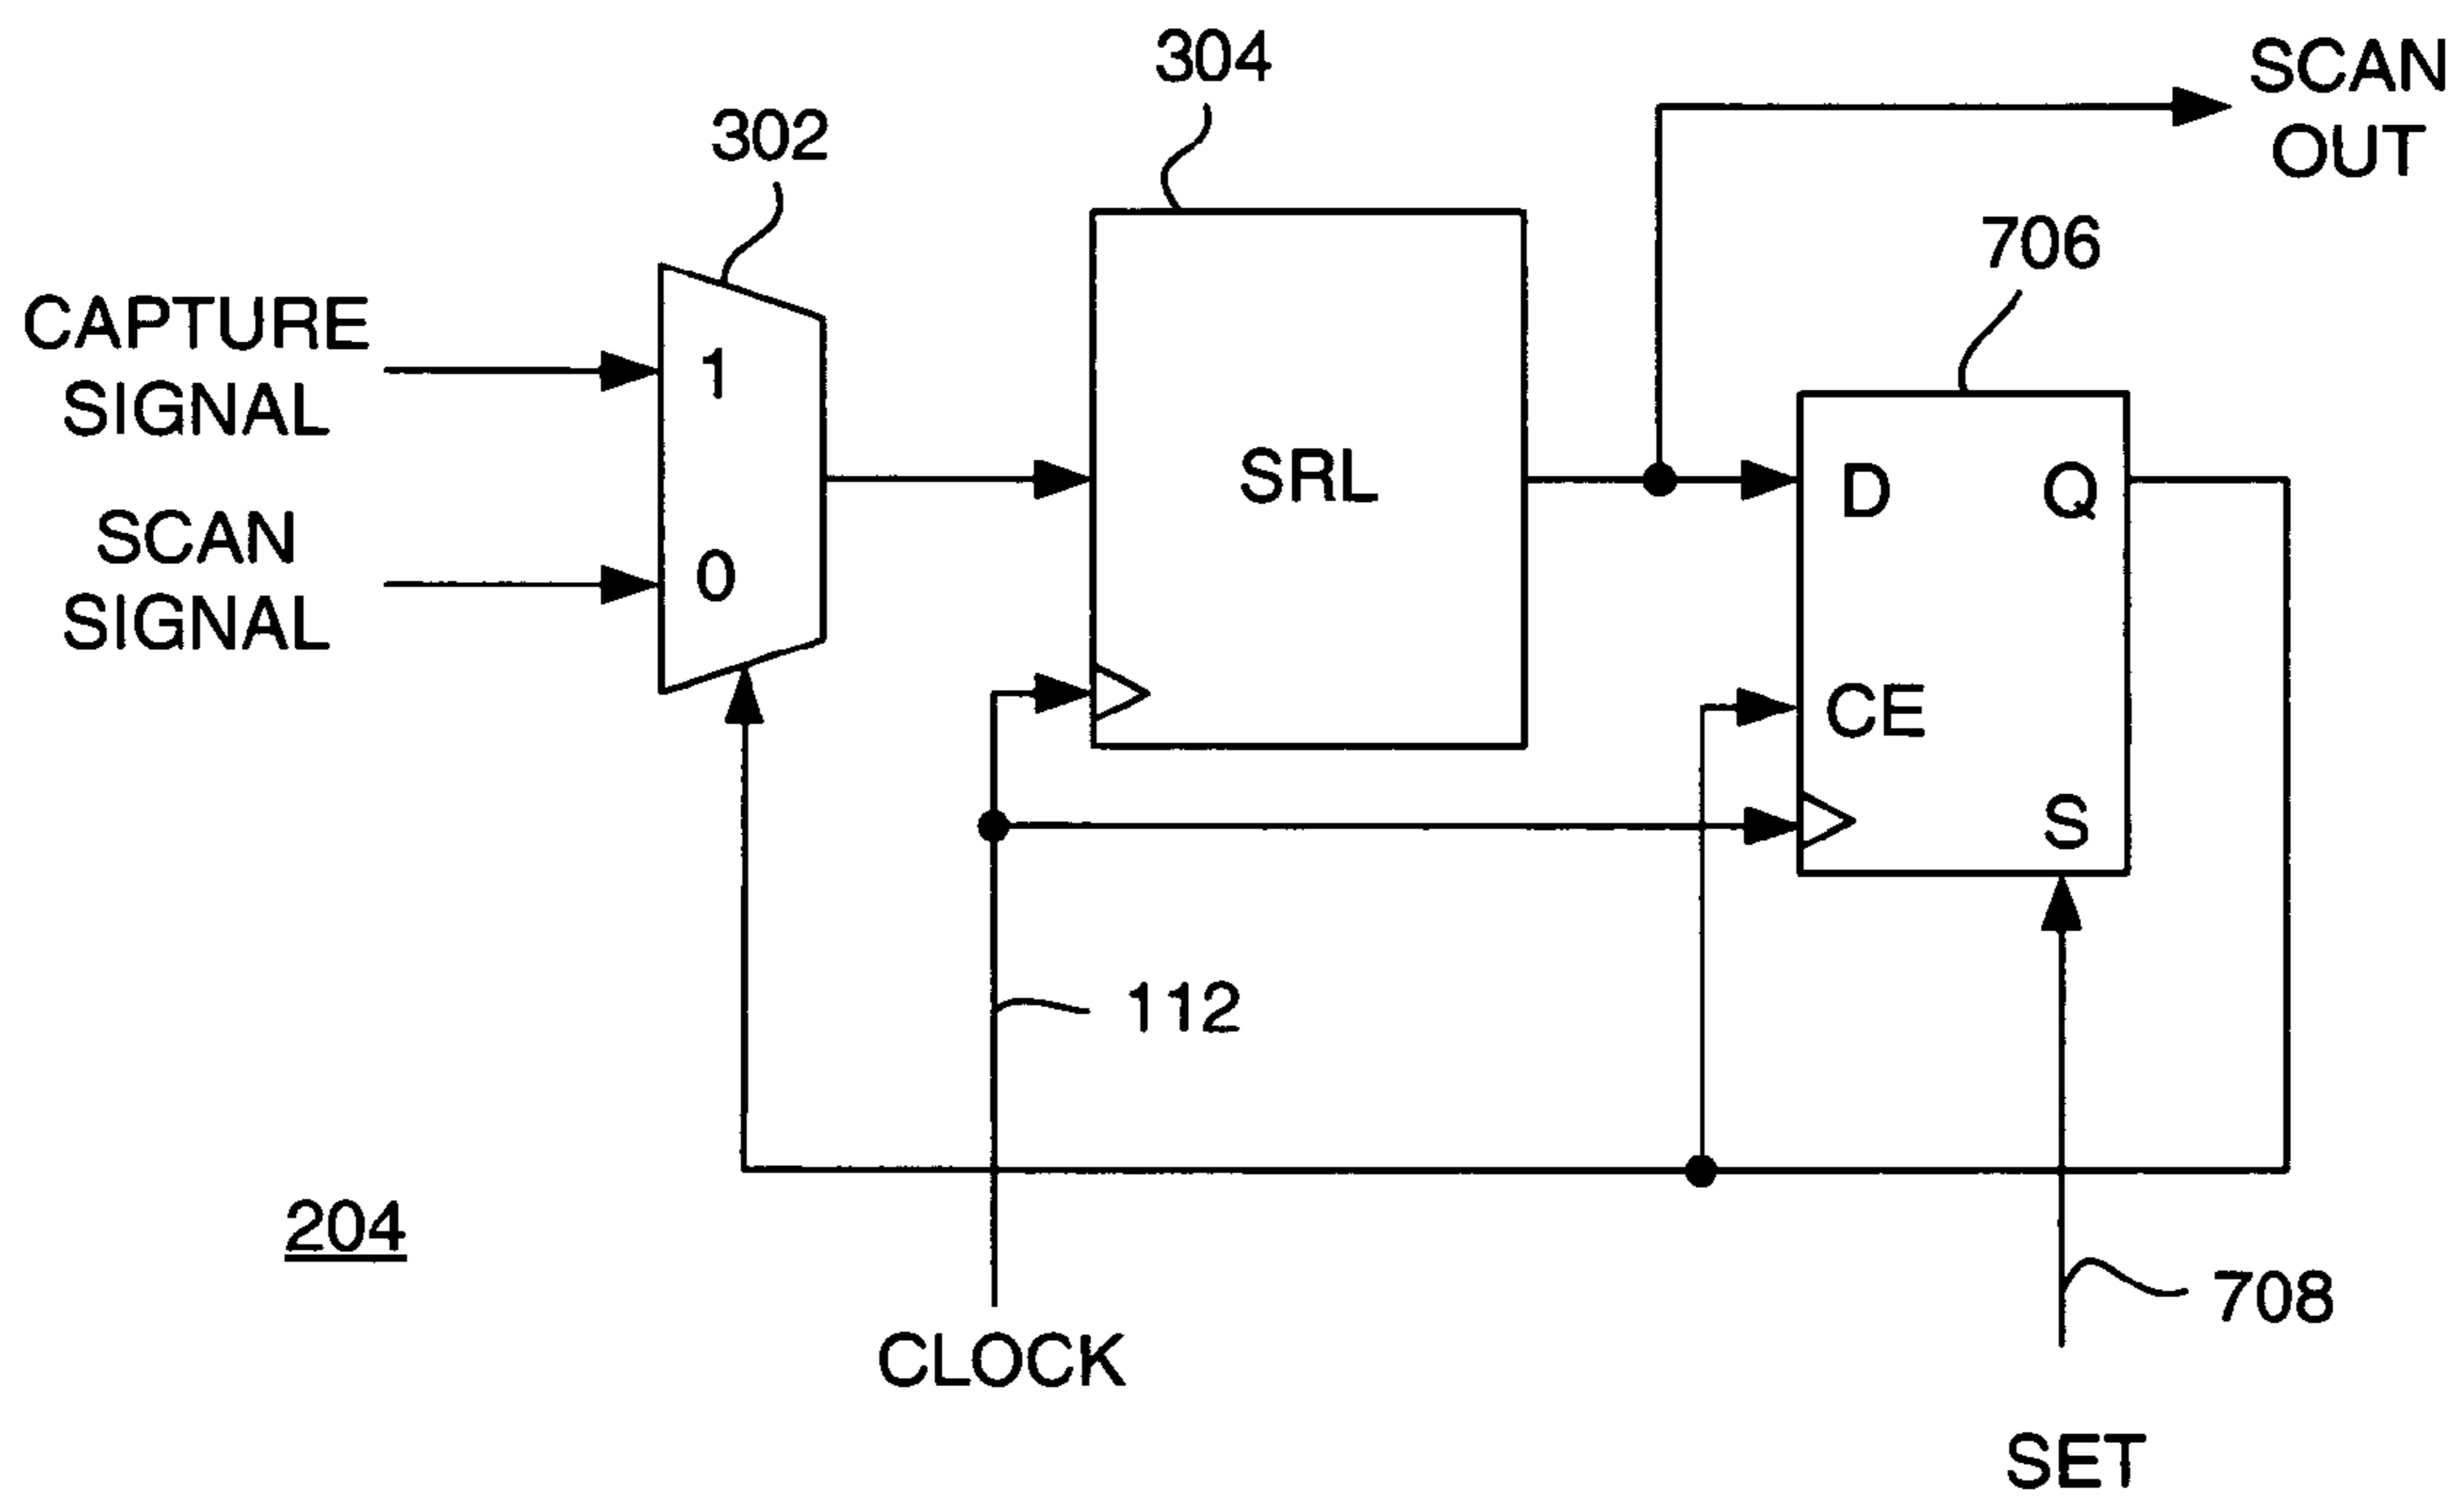 304
SCAN
OUT
302
706
CAPTURE
SIGNAL
1
SRL
D
Q
SCAN
SIGNAL
0
CE
S
112
204
708
CLOCK
SET